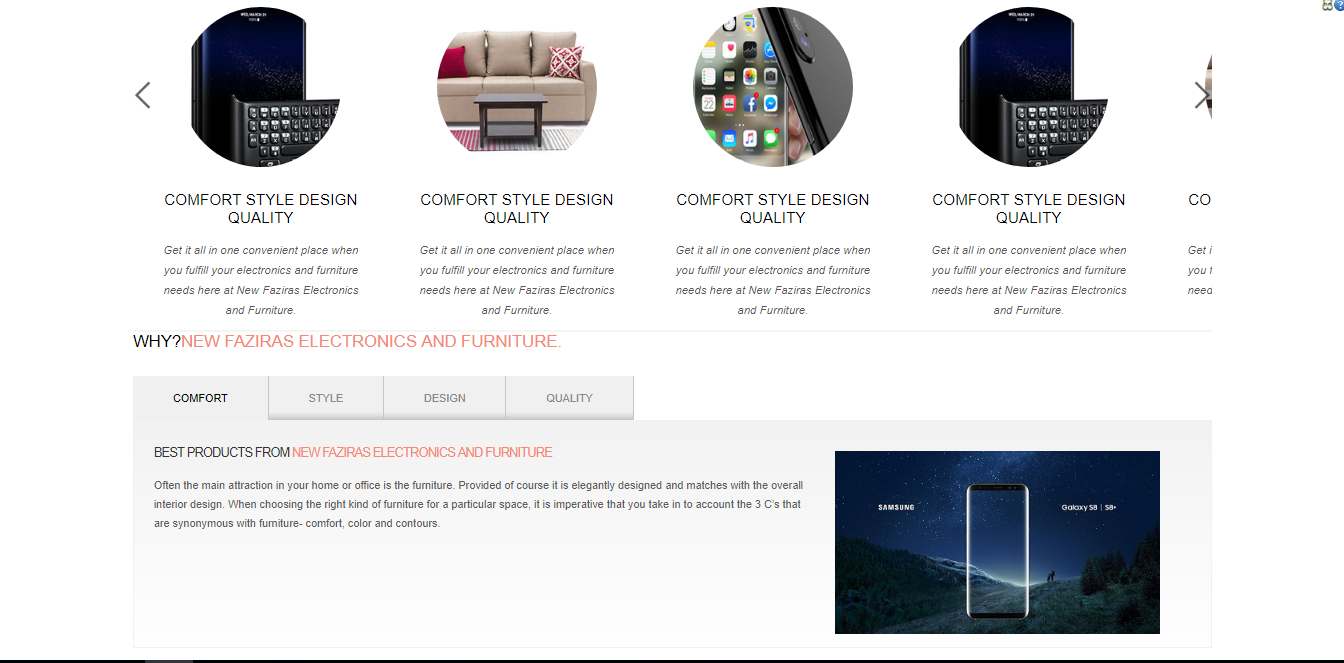 COMFORT STYLE DESIGN
QUALITY
Get it all in one convenient place when
you fulfill your electronics and furniture
needs here at New Faziras Electronics
and Furniture.
COMFORT STYLE DESIGN
QUALITY
Get it all in one convenient place when
you fulfill your electronics and furniture
needs here at New Faziras Electronics
and Furniture.
COMFORT STYLE DESIGN
QUALITY
Get it all in one convenient place when
you fulfill your electronics and furniture
needs here at New Faziras Electronics
and Furniture.
COMFORT STYLE DESIGN
QUALITY
Get it all in one convenient place when
you fulfill your electronics and furniture
needs here at New Faziras Electronics
and Furniture.
CO
Get i
you f
need
WHY?NEW FAZIRAS ELECTRONICS AND FURNITURE.
COMFORT STYLE DESIGN QUALITY
BEST PRODUCTS FROM NEW FAZIRAS ELECTRONICS AND FURNITURE
Often the main attraction in your home or office is the furniture. Provided of course it is elegantly designed and matches with the overall
interior design. When choosing the right kind of furniture for a particular space, it is imperative that you take in to account the 3 C's that
are synonymous with furniture- comfort, color and contours.
SAMSUNG
Galaxy S8 | S8+